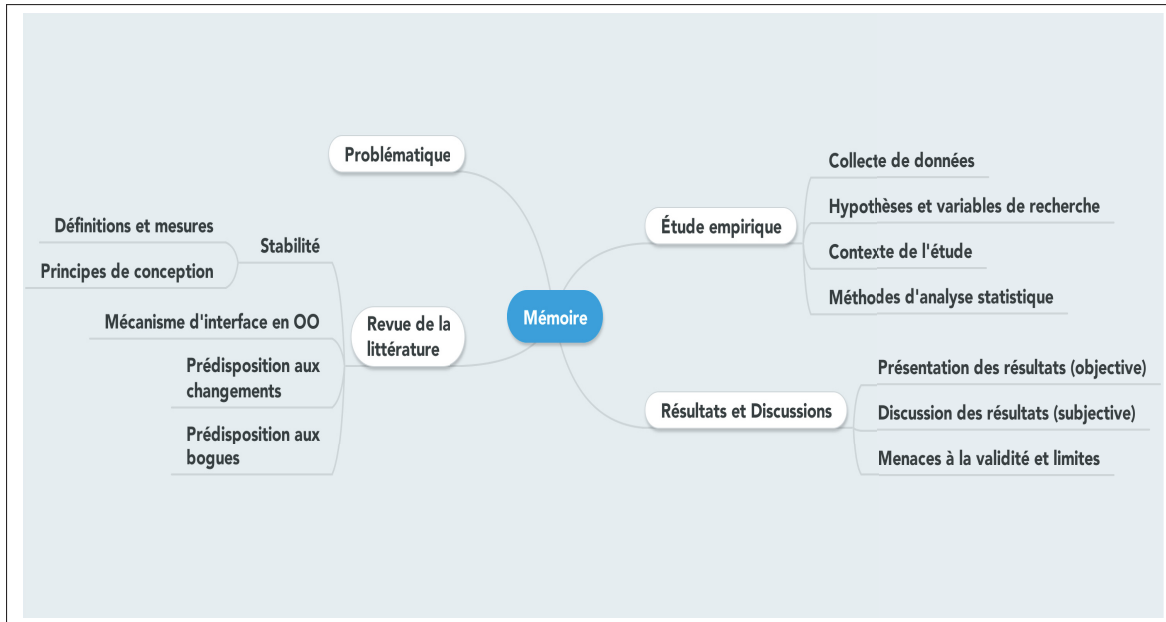 Problématique
Définitions et mesures
Stabilité
Principes de conception
Mécanisme d'interface en OO
Prédisposition aux
changements
Prédisposition aux
bogues
Revue de la
littérature
Mémoire
Étude empirique
Collecte de données
Hypothèses et variables de recherche
Contexte de l'étude
Méthodes d'analyse statistique
Résultats et Discussions
Présentation des résultats (objective)
Discussion des résultats (subjective)
Menaces à la validité et limites